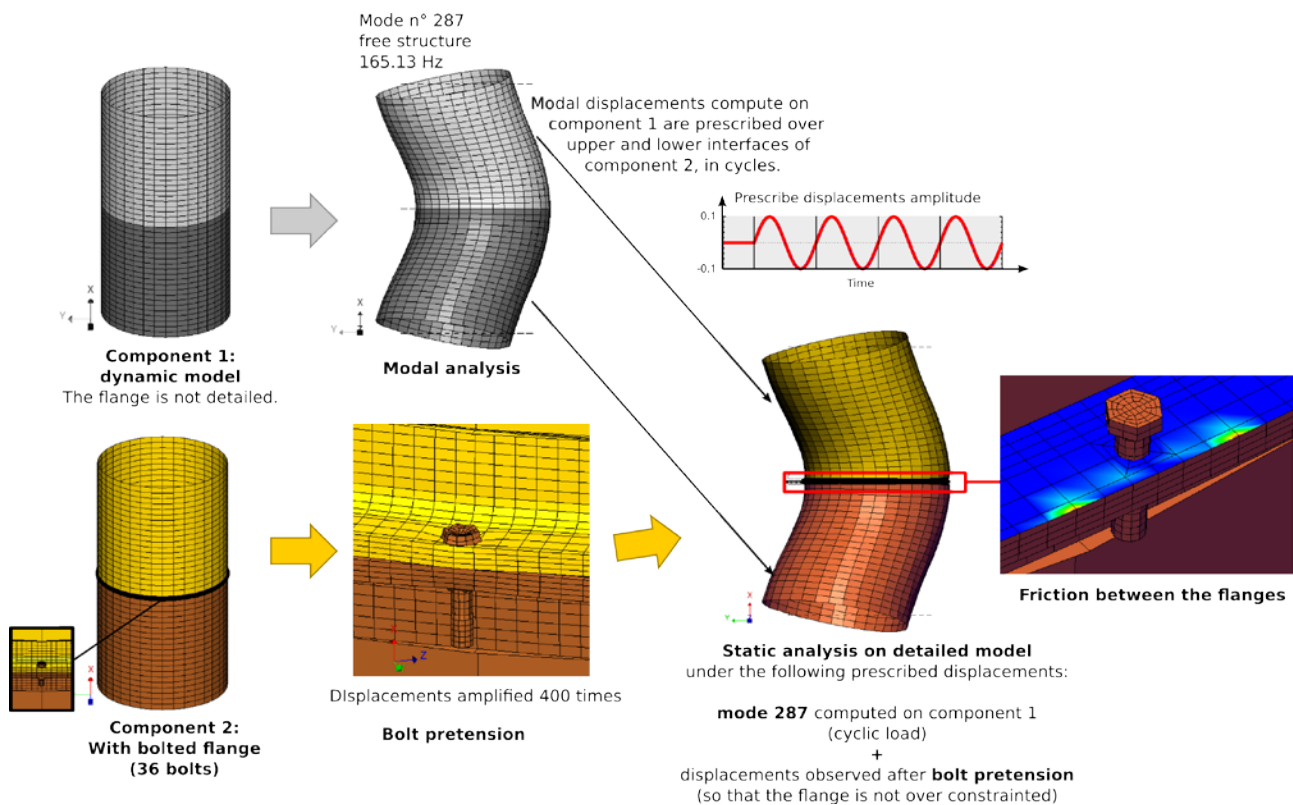 Mode n° 287
free structure
165.13 Hz
Modal displacements compute on
component 1 are prescribed over
upper and lower interfaces of
component 2, in cycles.
Prescribe displacements amplitude
0.1
-0.1
Time
X
Y
Component 1:
dynamic model
The flange is not detailed.
X
Y
Z
Modal analysis
X
Component 2:
With bolted flange
(36 bolts)
Z
DIsplacements amplified 400 times
Bolt pretension
X
Y
Static analysis on detailed model
under the following prescribed displacements:
mode 287 computed on component 1
(cyclic load)
+
displacements observed after bolt pretension
(so that the flange is not over constrainted)
Friction between the flanges